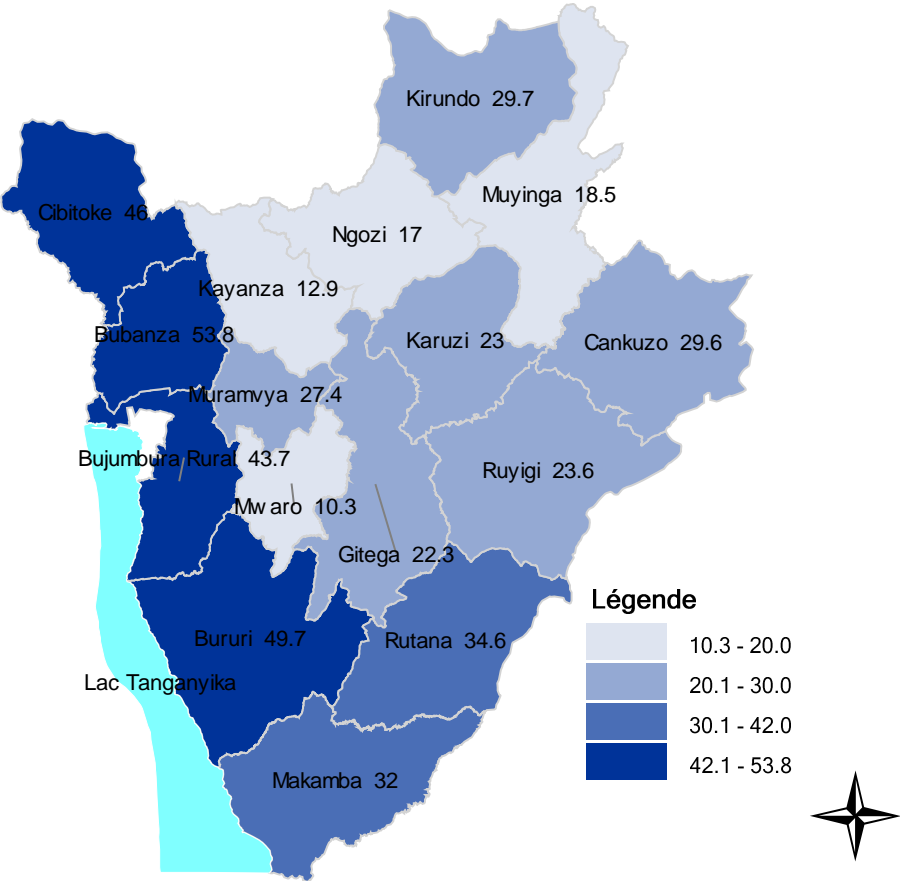 Kirundo 29.7
Muyinga 18.5
Cibitoke 46
Ngozi 17
Kayanza 12.9
Bubanza 53.8
Karuzi 23
Cankuzo 29.6
Muramvya 27.4
Bujumbura Rural 43.7
Ruyigi 23.6
Mwaro 10.3
Gitega 22.3
Légende
Bururi 49.7
Rutana 34.6
10.3 - 20.0
Lac Tanganyika
20.1 - 30.0
30.1 - 42.0
42.1 - 53.8
Makamba 32